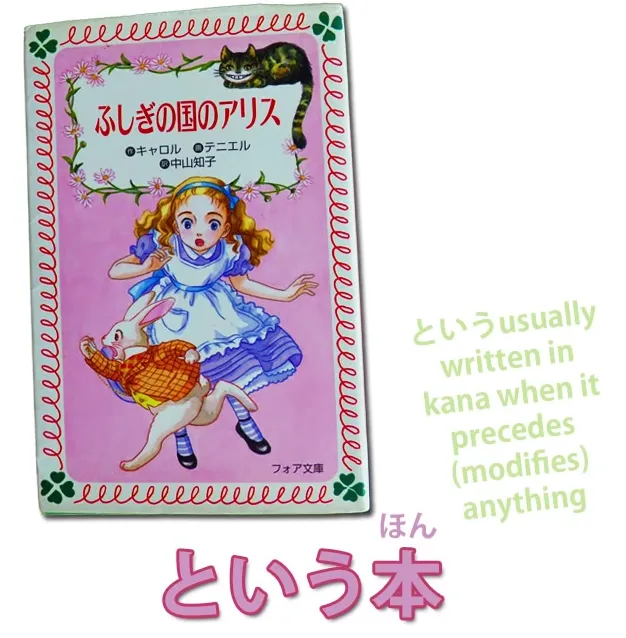 ふしぎの国のアリス
作キャロル 画テニエル
訳中山知子
フォア文庫
というusually
written in
kana when it
precedes
(modifies)
anything
ほん
という本